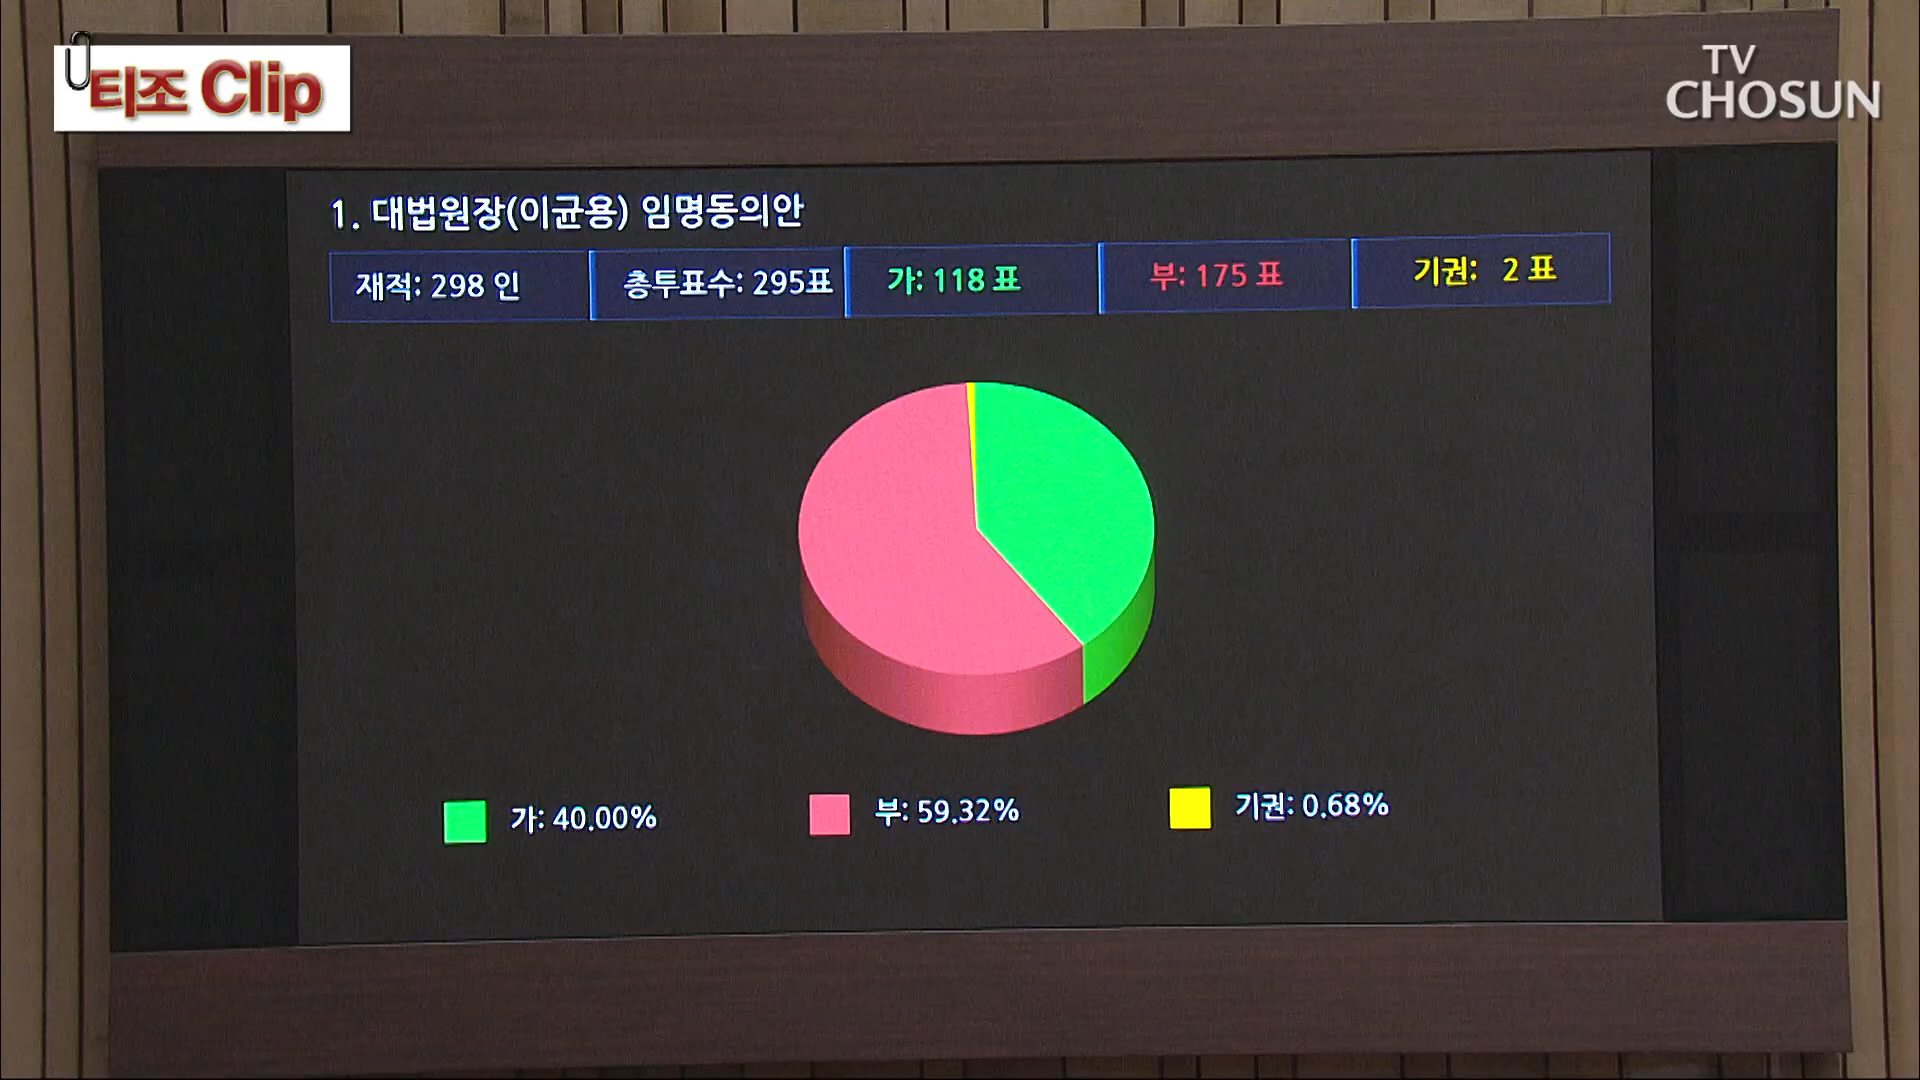 티조 Clip
TV
CHOSUN
1. 대법원장(이균용) 임명동의안
재적: 298 인
총투표수: 295표
가: 118 표
부: 175 표
기권: 2 표
가: 40.00%
부: 59.32%
기권: 0.68%